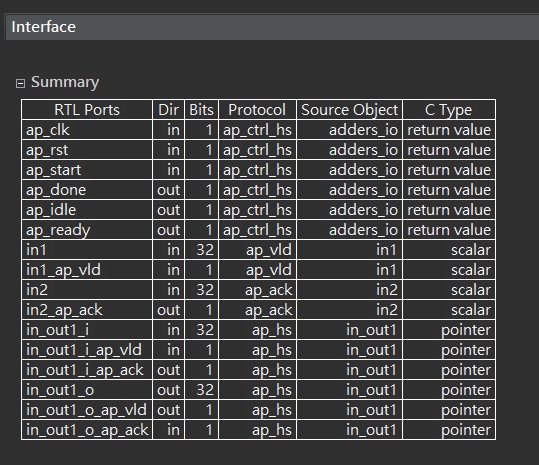 Interface
Summary
RTL Ports Dir Bits Protocol Source Object C Type
ap_clk in 1 ap_ctrl_hs adders_io return value
ap_rst in 1 ap_ctrl_hs adders_io return value
ap_start in 1 ap_ctrl_hs adders_io return value
ap_done out 1 ap_ctrl_hs adders_io return value
ap_idle out 1 ap_ctrl_hs adders_io return value
ap_ready out 1 ap_ctrl_hs adders_io return value
in1 in 32 ap_vld in1 scalar
in1_ap_vld in 1 ap_vld in1 scalar
in2 in 32 ap_ack in2 scalar
in2_ap_ack out 1 ap_ack in2 scalar
in_out1_i in 32 ap_hs in_out1 pointer
in_out1_i_ap_vld in 1 ap_hs in_out1 pointer
in_out1_i_ap_ack out 1 ap_hs in_out1 pointer
in_out1_o out 32 ap_hs in_out1 pointer
in_out1_o_ap_vld out 1 ap_hs in_out1 pointer
in_out1_o_ap_ack in 1 ap_hs in_out1 pointer